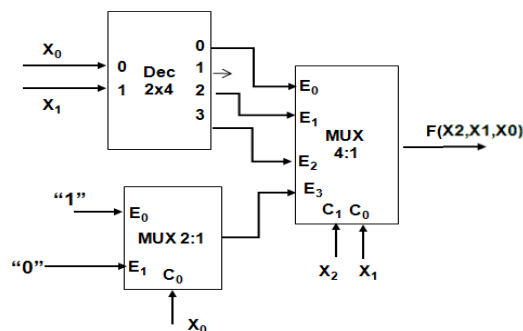 X0
X1
0
1
Dec
2x4
0
1
2
3
E0
E1
E2
E3
MUX
4:1
C1 C0
X2
X1
F(X2,X1,X0)
“1”
“0”
E0
MUX 2:1
E1
C0
X0